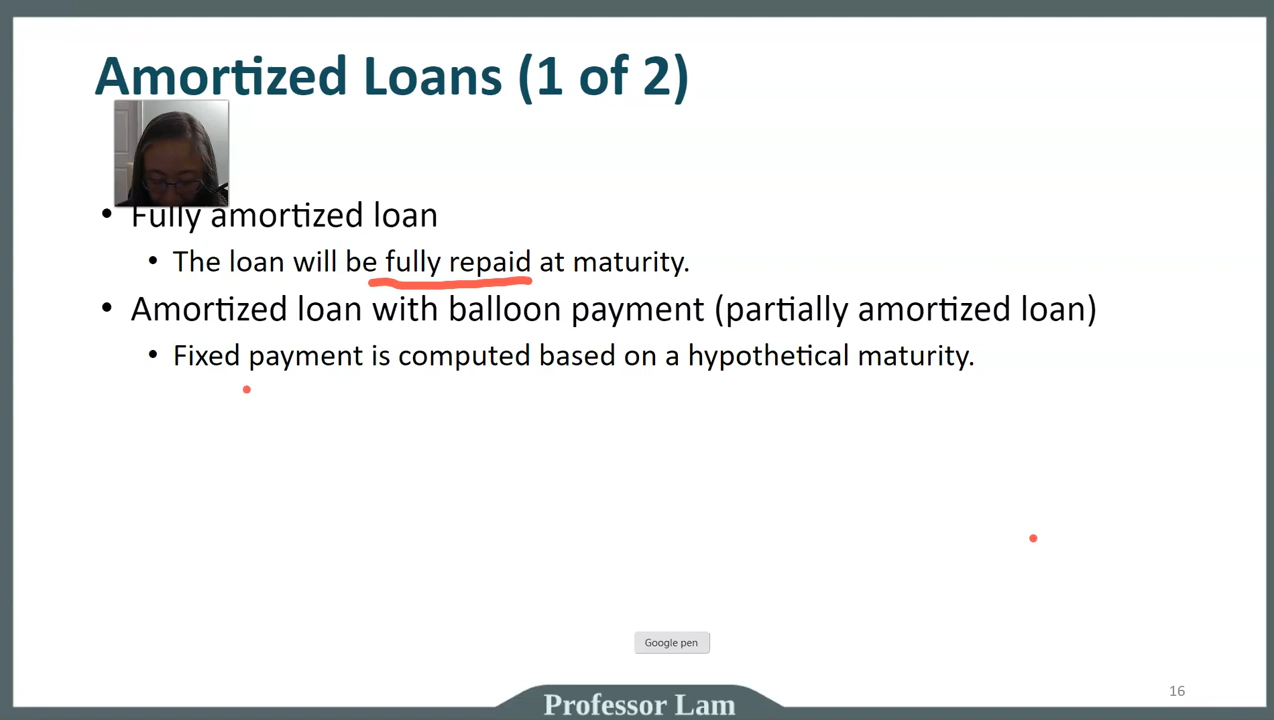 Amortized Loans (1 of 2)
• Fully amortized loan
• The loan will be fully repaid at maturity.
• Amortized loan with balloon payment (partially amortized loan)
• Fixed payment is computed based on a hypothetical maturity.
Google pen
16
Professor Lam